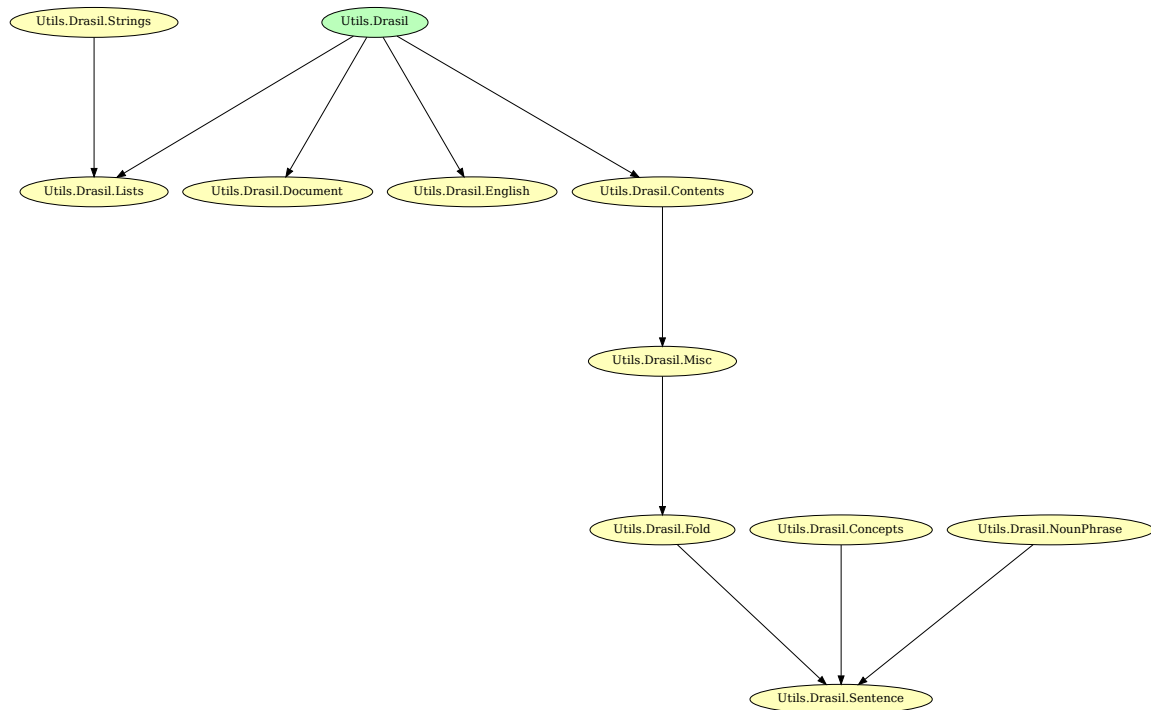 Utils.Drasil.Strings
Utils.Drasil
Utils.Drasil.Lists
Utils.Drasil.Document
Utils.Drasil.English
Utils.Drasil.Contents
Utils.Drasil.Misc
Utils.Drasil.Fold
Utils.Drasil.Concepts
Utils.Drasil.NounPhrase
Utils.Drasil.Sentence